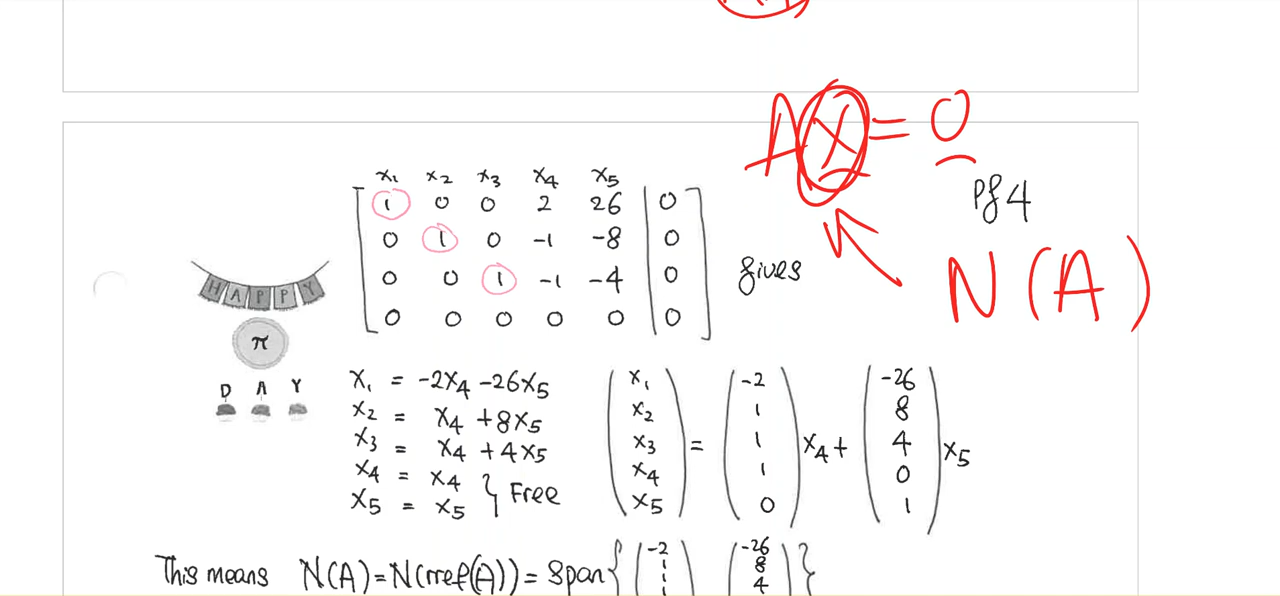 AX = 0
x₁ x₂ x₃ x₄ x₅
1 0 0 2 26 | 0
0 1 0 -1 -8 | 0
0 0 1 -1 -4 | 0
0 0 0 0 0 | 0
gives
Pg 4
N(A)
HAPPY
π
DAY
x₁ = -2x₄ -26x₅
x₂ = x₄ +8x₅
x₃ = x₄ +4x₅
x₄ = x₄
x₅ = x₅
} Free
(x₁ x₂ x₃ x₄ x₅) = (-2 1 1 1 0) x₄ + (-26 8 4 0 1) x₅
This means N(A) = N(rref(A)) = Span{ (-2 1 1 (-26 8 4 }